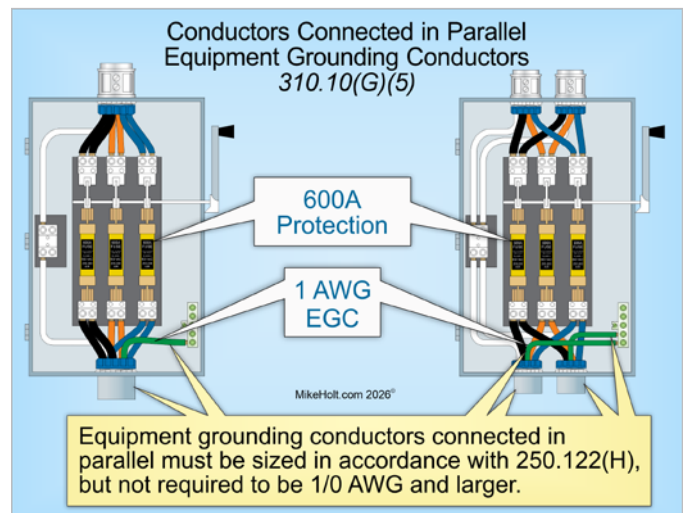 Conductors Connected in Parallel
Equipment Grounding Conductors
310.10(G)(5)
600A
Protection
1 AWG
EGC
MikeHolt.com 2026©
Equipment grounding conductors connected in
parallel must be sized in accordance with 250.122(H),
but not required to be 1/0 AWG and larger.